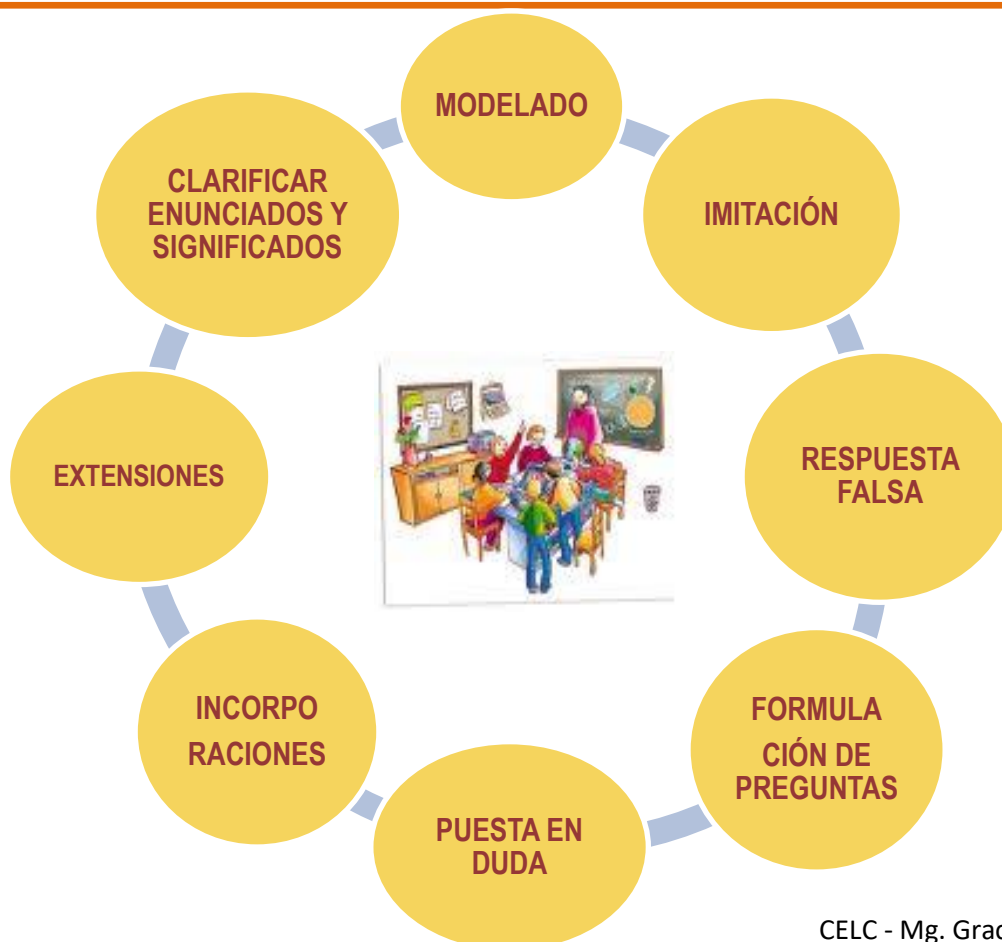 MODELADO
IMITACIÓN
RESPUESTA
FALSA
FORMULA
CIÓN DE
PREGUNTAS
PUESTA EN
DUDA
INCORPO
RACIONES
EXTENSIONES
CLARIFICAR
ENUNCIADOS Y
SIGNIFICADOS
CELC - Mg. Grac